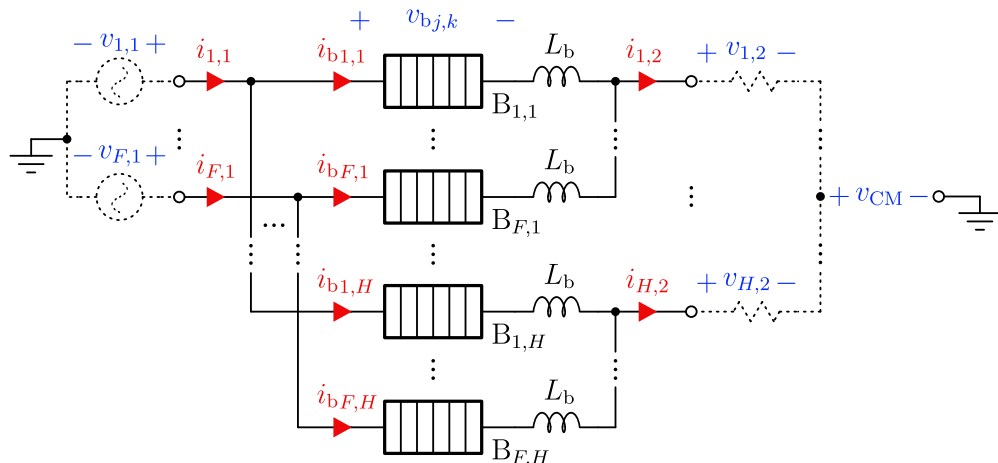 + v_{bj,k} −
− v_{1,1} + i_{1,1} i_{b1,1} L_b i_{1,2} + v_{1,2} −
B_{1,1}
− v_{F,1} + i_{F,1} i_{bF,1} L_b
+ v_{CM} −
B_{F,1}
i_{b1,H} L_b i_{H,2} + v_{H,2} −
B_{1,H}
i_{bF,H} L_b
B_{F,H}